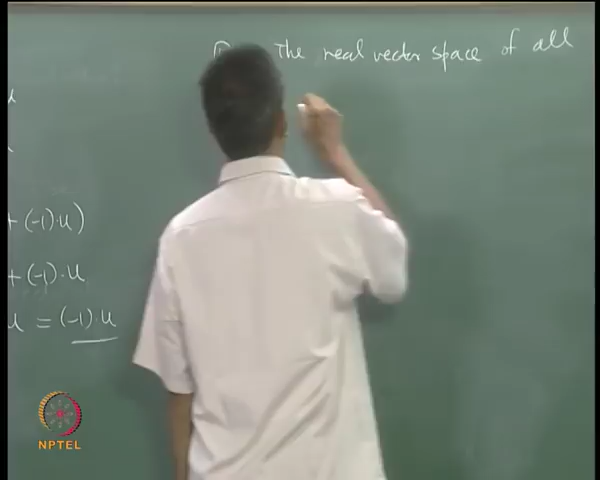 The real vector space of all
u
+ (-1)·u)
+ (-1)·u
u = (-1)·u
NPTEL